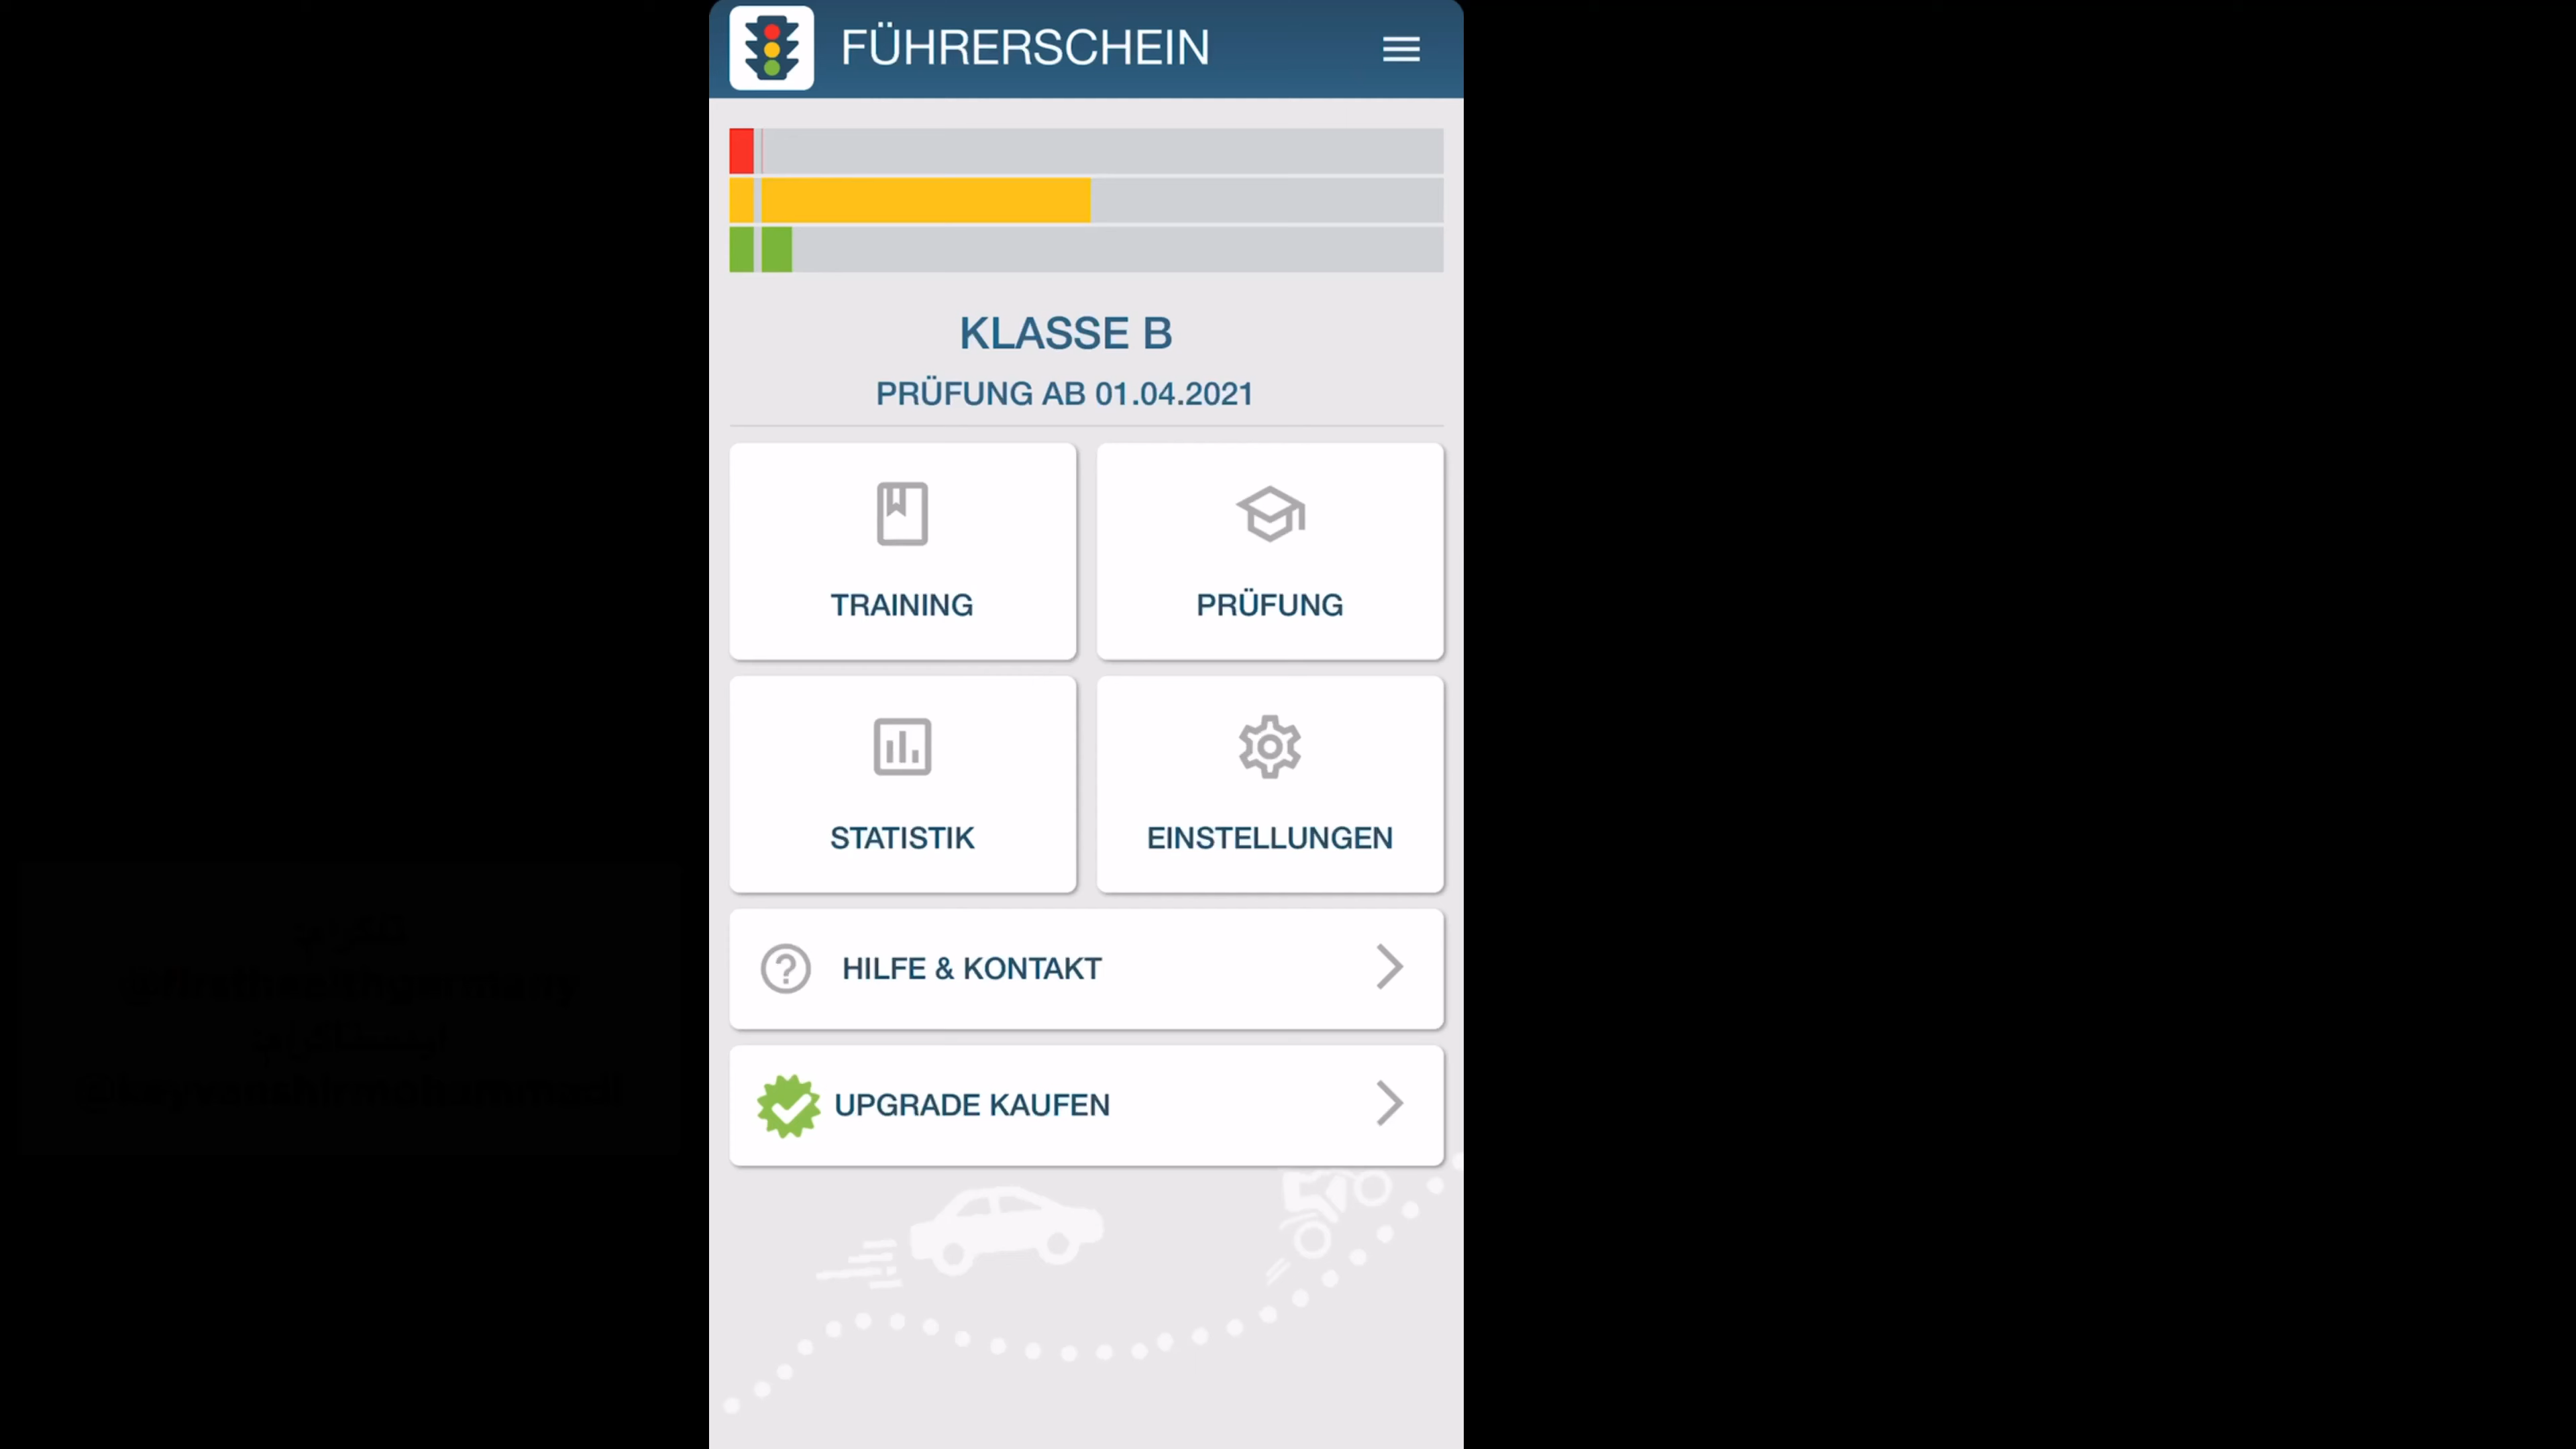 FÜHRERSCHEIN
KLASSE B
PRÜFUNG AB 01.04.2021
TRAINING
PRÜFUNG
STATISTIK
EINSTELLUNGEN
HILFE & KONTAKT
UPGRADE KAUFEN